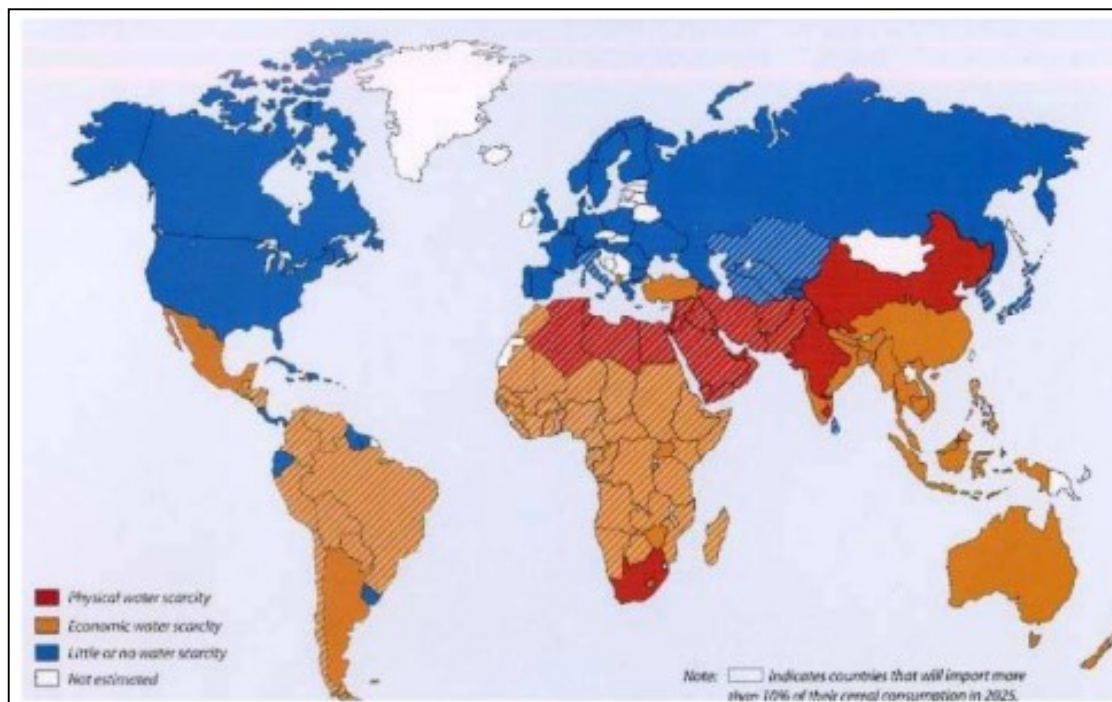 Physical water scarcity
Economic water scarcity
Little or no water scarcity
Not estimated
Note: Indicates countries that will import more
than 10% of their cereal consumption in 2025.